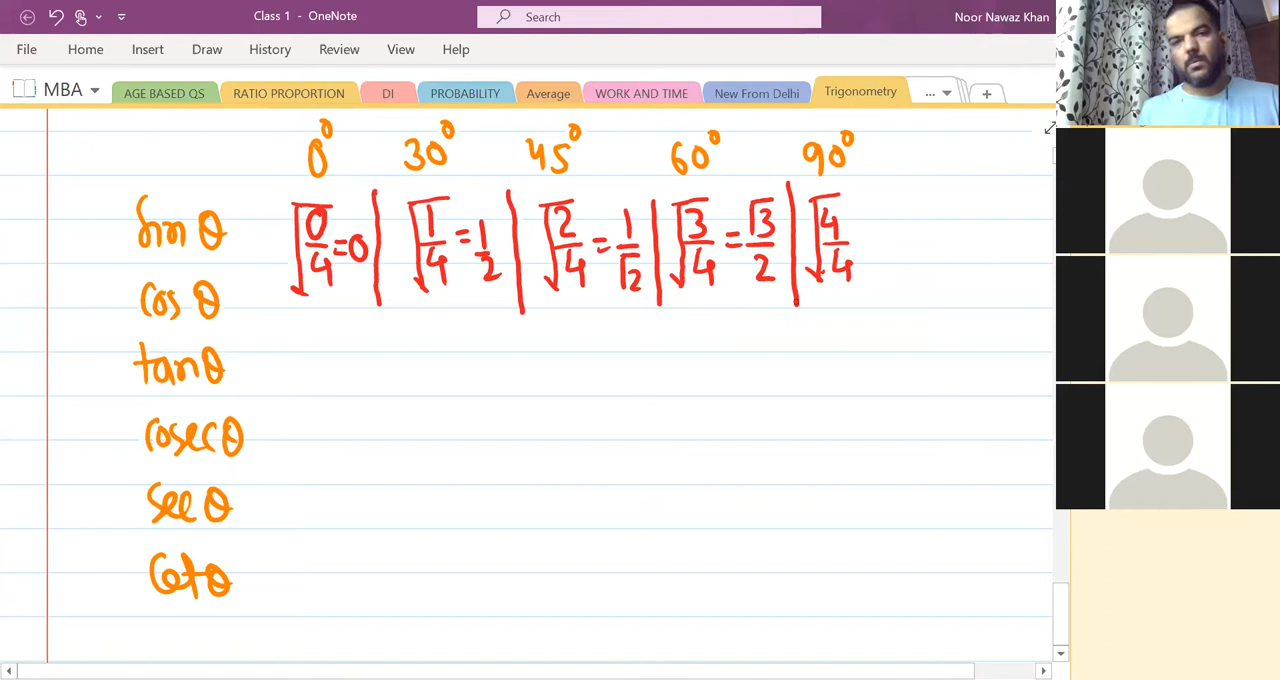 Class 1 - OneNote
Search
Noor Nawaz Khan
File Home Insert Draw History Review View Help
MBA
AGE BASED QS
RATIO PROPORTION
DI
PROBABILITY
Average
WORK AND TIME
New From Delhi
Trigonometry
...
0° 30° 45° 60° 90°
sin θ √0/4 = 0 | √1/4 = 1/2 | √2/4 = 1/√2 | √3/4 = √3/2 | √4/4
cos θ
tan θ
cosec θ
sec θ
cot θ